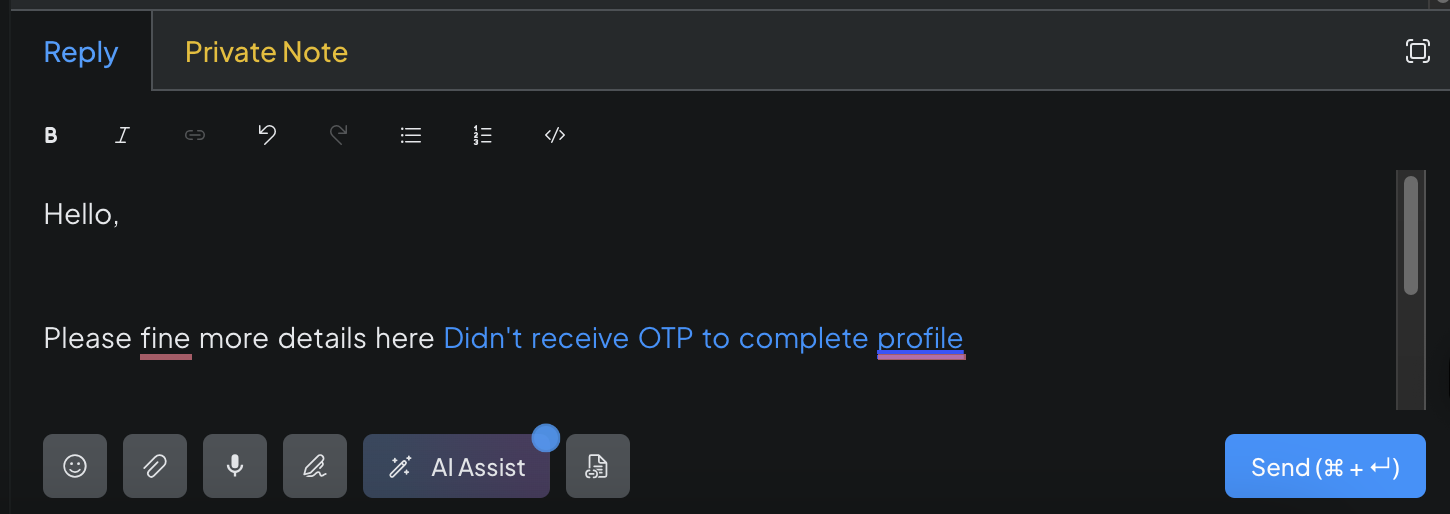 Reply
Private Note
B I
Hello,
Please fine more details here Didn't receive OTP to complete profile
AI Assist
Send (⌘ + ↵)